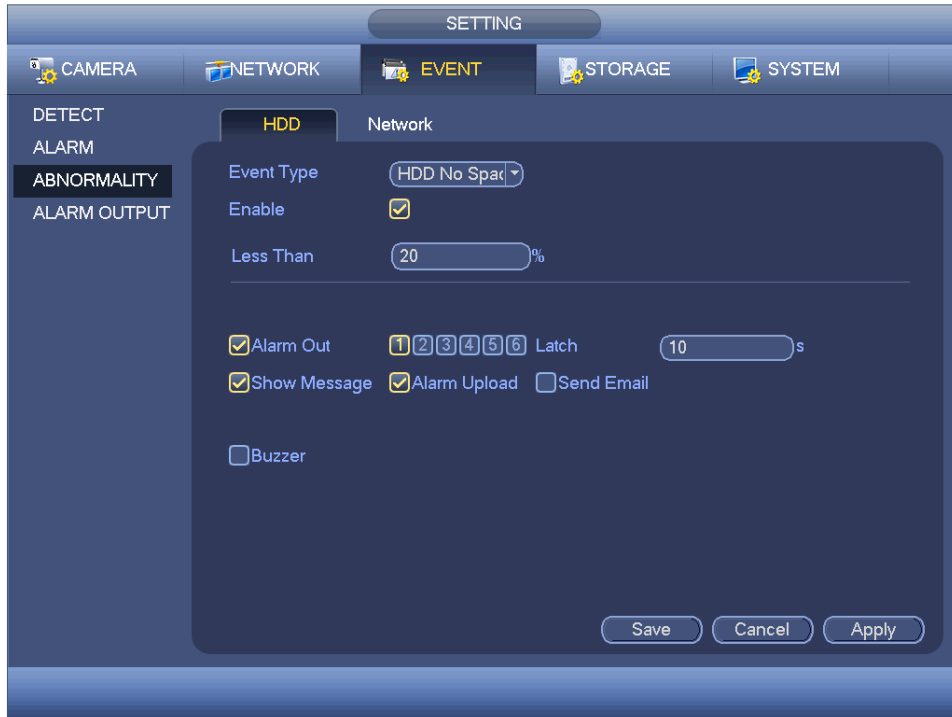 SETTING
CAMERA NETWORK EVENT STORAGE SYSTEM
DETECT
ALARM
ABNORMALITY
ALARM OUTPUT
HDD Network
Event Type HDD No Spac
Enable
Less Than 20 %
Alarm Out 1 2 3 4 5 6 Latch 10 s
Show Message Alarm Upload Send Email
Buzzer
Save Cancel Apply